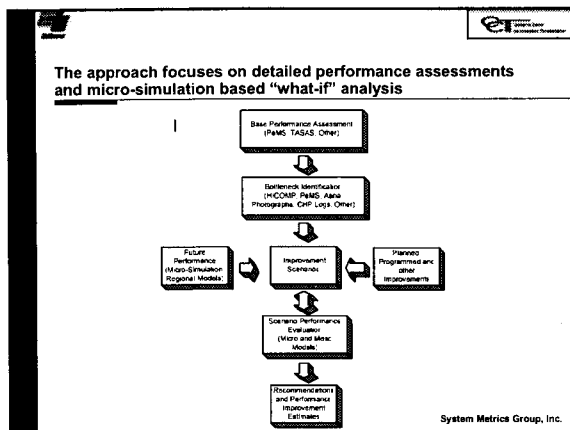 The approach focuses on detailed performance assessments
and micro-simulation based "what-if" analysis
Base Performance Assessment
(PeMS, TASAS, Other)
Bottleneck Identification
(HICOMP, PeMS, Aerial
Photographs, CHP Logs, Other)
Future
Performance
(Micro-Simulation
Regional Models)
Improvement
Scenarios
Planned
Programmed and
other
Improvements
Scenario Performance
Evaluation
(Micro and Meso
Models)
Recommendations
and Performance
Improvement
Estimates
System Metrics Group, Inc.